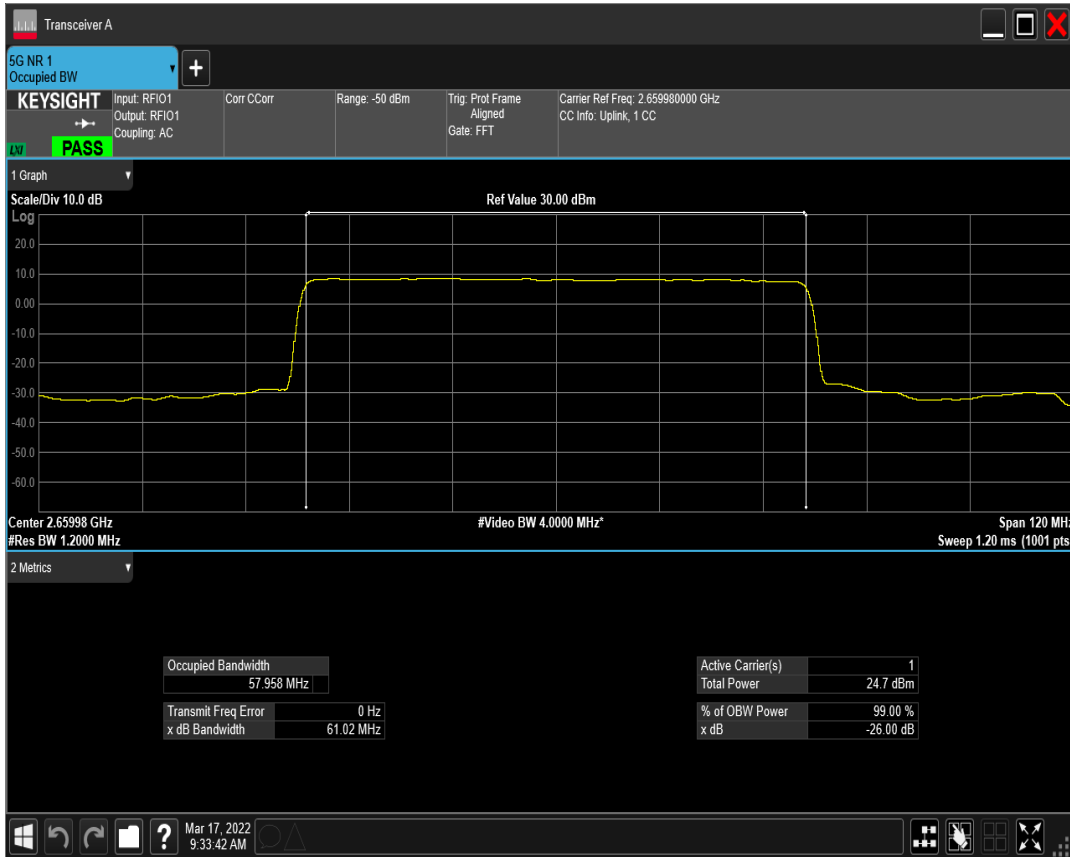 Transceiver A
5G NR 1
Occupied BW
+
KEYSIGHT
LXI
PASS
Input: RFIO1
Output: RFIO1
Coupling: AC
Corr CCorr
Range: -50 dBm
Trig: Prot Frame
Aligned
Gate: FFT
Carrier Ref Freq: 2.659980000 GHz
CC Info: Uplink, 1 CC
1 Graph
Scale/Div 10.0 dB
Ref Value 30.00 dBm
Log
20.0
10.0
0.00
-10.0
-20.0
-30.0
-40.0
-50.0
-60.0
Center 2.65998 GHz
#Video BW 4.0000 MHz*
Span 120 MHz
#Res BW 1.2000 MHz
Sweep 1.20 ms (1001 pts
2 Metrics
Occupied Bandwidth
57.958 MHz
Transmit Freq Error 0 Hz
x dB Bandwidth 61.02 MHz
Active Carrier(s) 1
Total Power 24.7 dBm
% of OBW Power 99.00 %
x dB -26.00 dB
?
Mar 17, 2022
9:33:42 AM